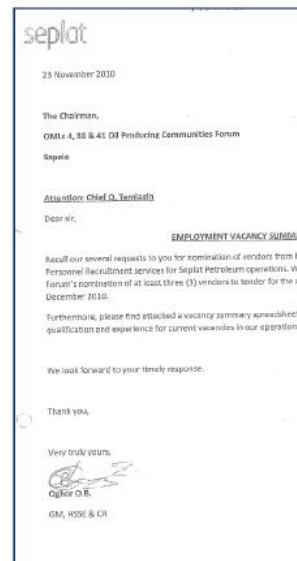 seplat
25 November 2010
The Chairman,
OMLs 4, 38 & 41 Oil Producing Communities Forum
Sapele
Attention: Chief O. Temisan
Dear sir,
EMPLOYMENT VACANCY SUMM
Recall our several requests to you for nomination of vendors from
Personnel Recruitment services for Seplat Petroleum operations. W
Forum's nomination of at least three (3) vendors to tender for the
December 2010.
Furthermore, please find attached a vacancy summary spreadsheet
qualification and experience for current vacancies in our operation
We look forward to your timely response.
Thank you,
Very truly yours,
O.B.
GM, HSSE & CR